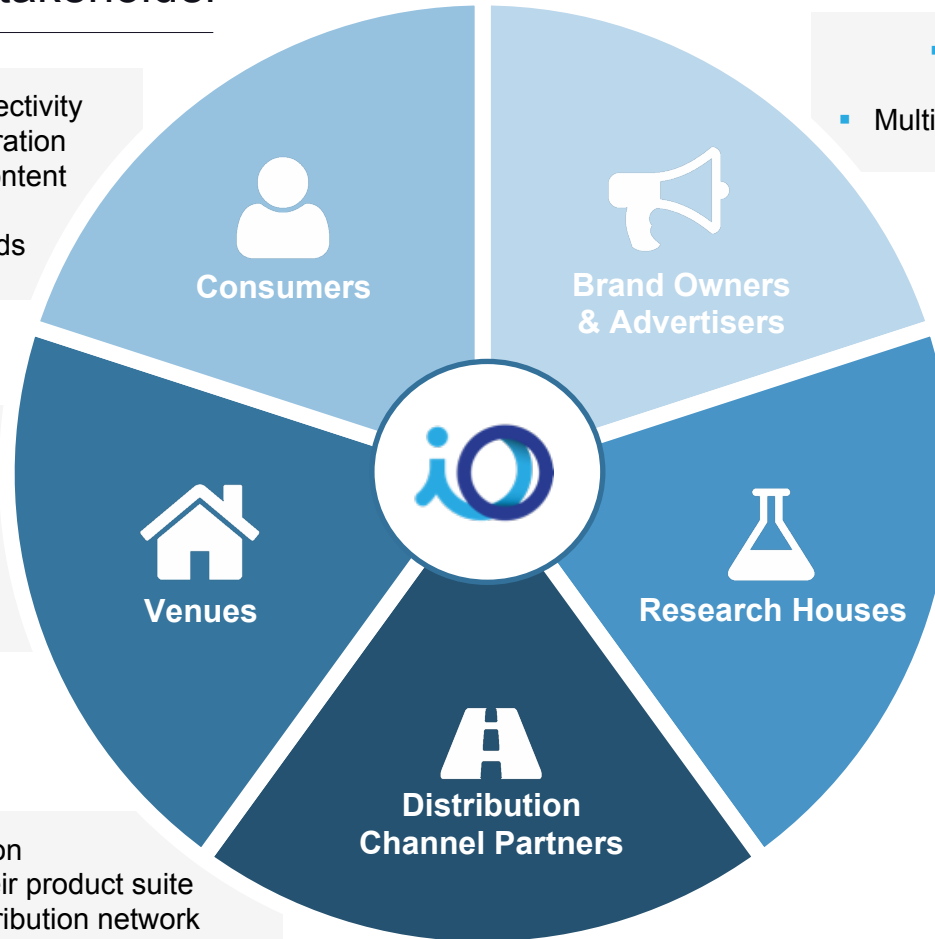 ectivity
ration
ntent
ds
Multi
Consumers
Brand Owners
& Advertisers
iO
Venues
Research Houses
Distribution
Channel Partners
on
ir product suite
ribution network